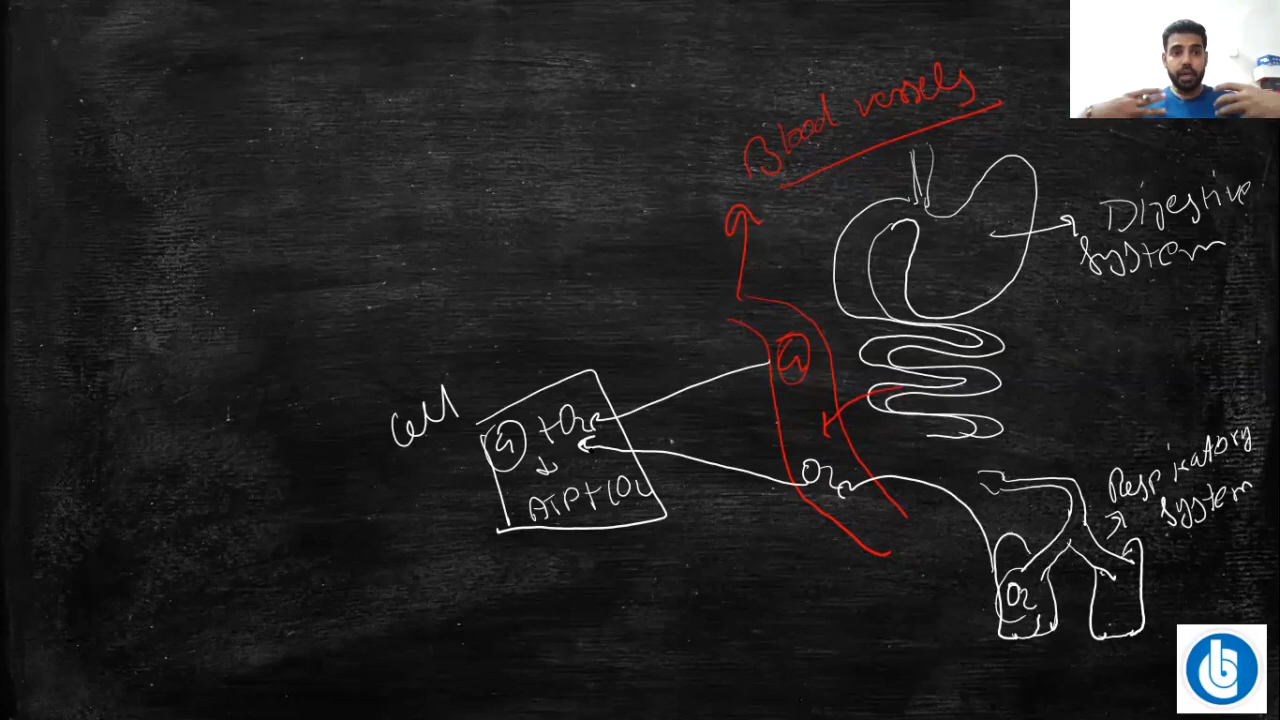 Blood vessels
Digestive
System
G
Cell
G + O2
ATP + CO2
O2
Respiratory
System
O2